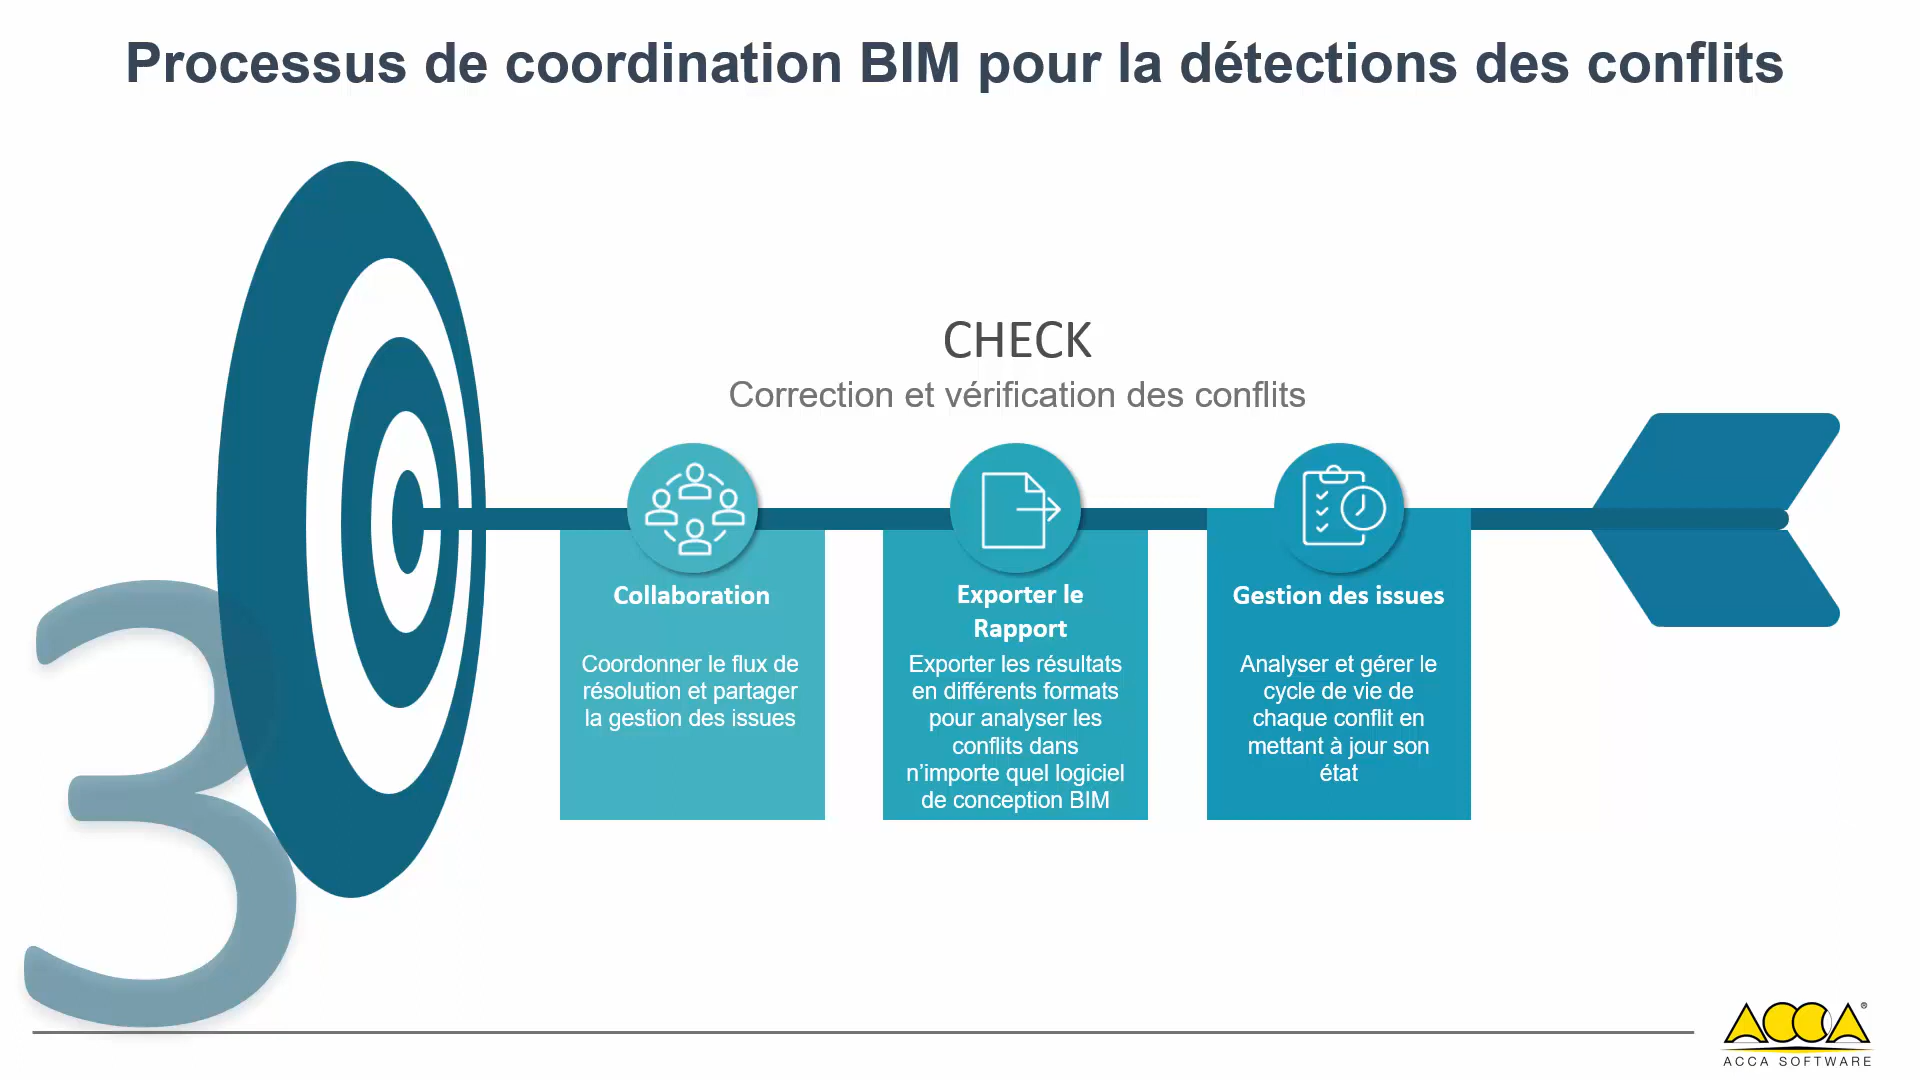 Processus de coordination BIM pour la détections des conflits
CHECK
Correction et vérification des conflits
3
Collaboration
Coordonner le flux de
résolution et partager
la gestion des issues
Exporter le
Rapport
Exporter les résultats
en différents formats
pour analyser les
conflits dans
n’importe quel logiciel
de conception BIM
Gestion des issues
Analyser et gérer le
cycle de vie de
chaque conflit en
mettant à jour son
état
ACCA®
ACCA SOFTWARE